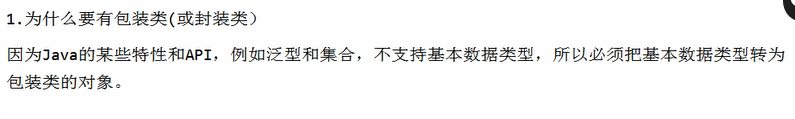 1.为什么要有包装类(或封装类）
因为Java的某些特性和API，例如泛型和集合，不支持基本数据类型，所以必须把基本数据类型转为
包装类的对象。